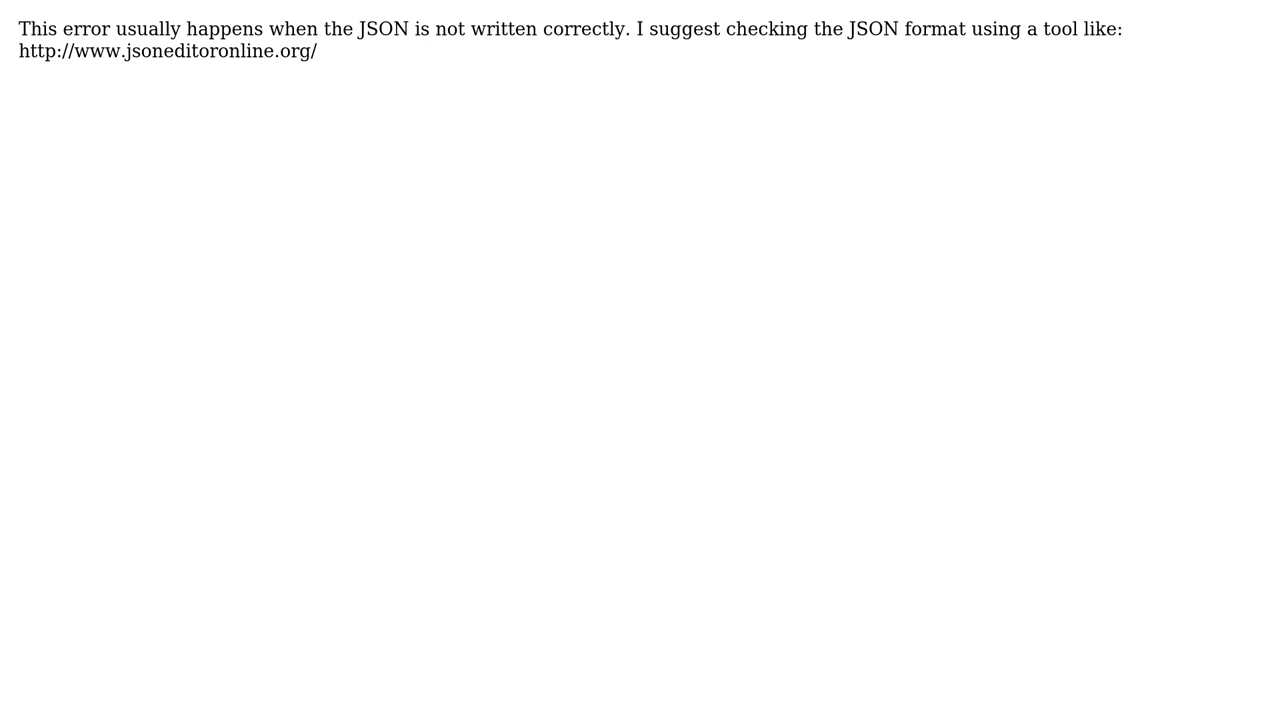 This error usually happens when the JSON is not written correctly. I suggest checking the JSON format using a tool like:
http://www.jsoneditoronline.org/